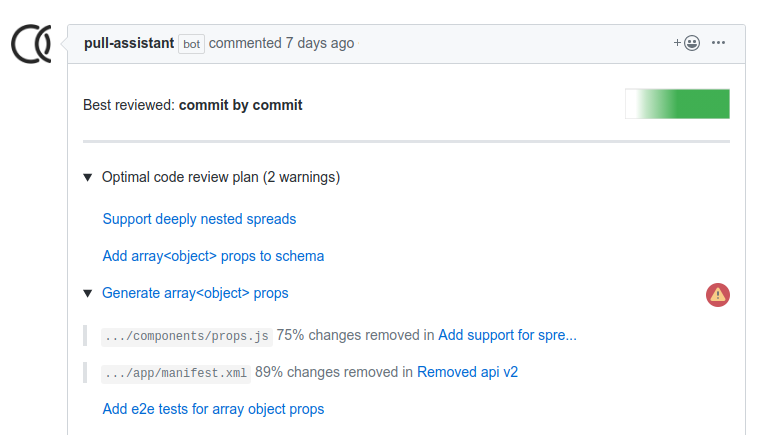 pull-assistant bot commented 7 days ago
Best reviewed: commit by commit
Optimal code review plan (2 warnings)
Support deeply nested spreads
Add array<object> props to schema
Generate array<object> props
.../components/props.js 75% changes removed in Add support for spre...
.../app/manifest.xml 89% changes removed in Removed api v2
Add e2e tests for array object props